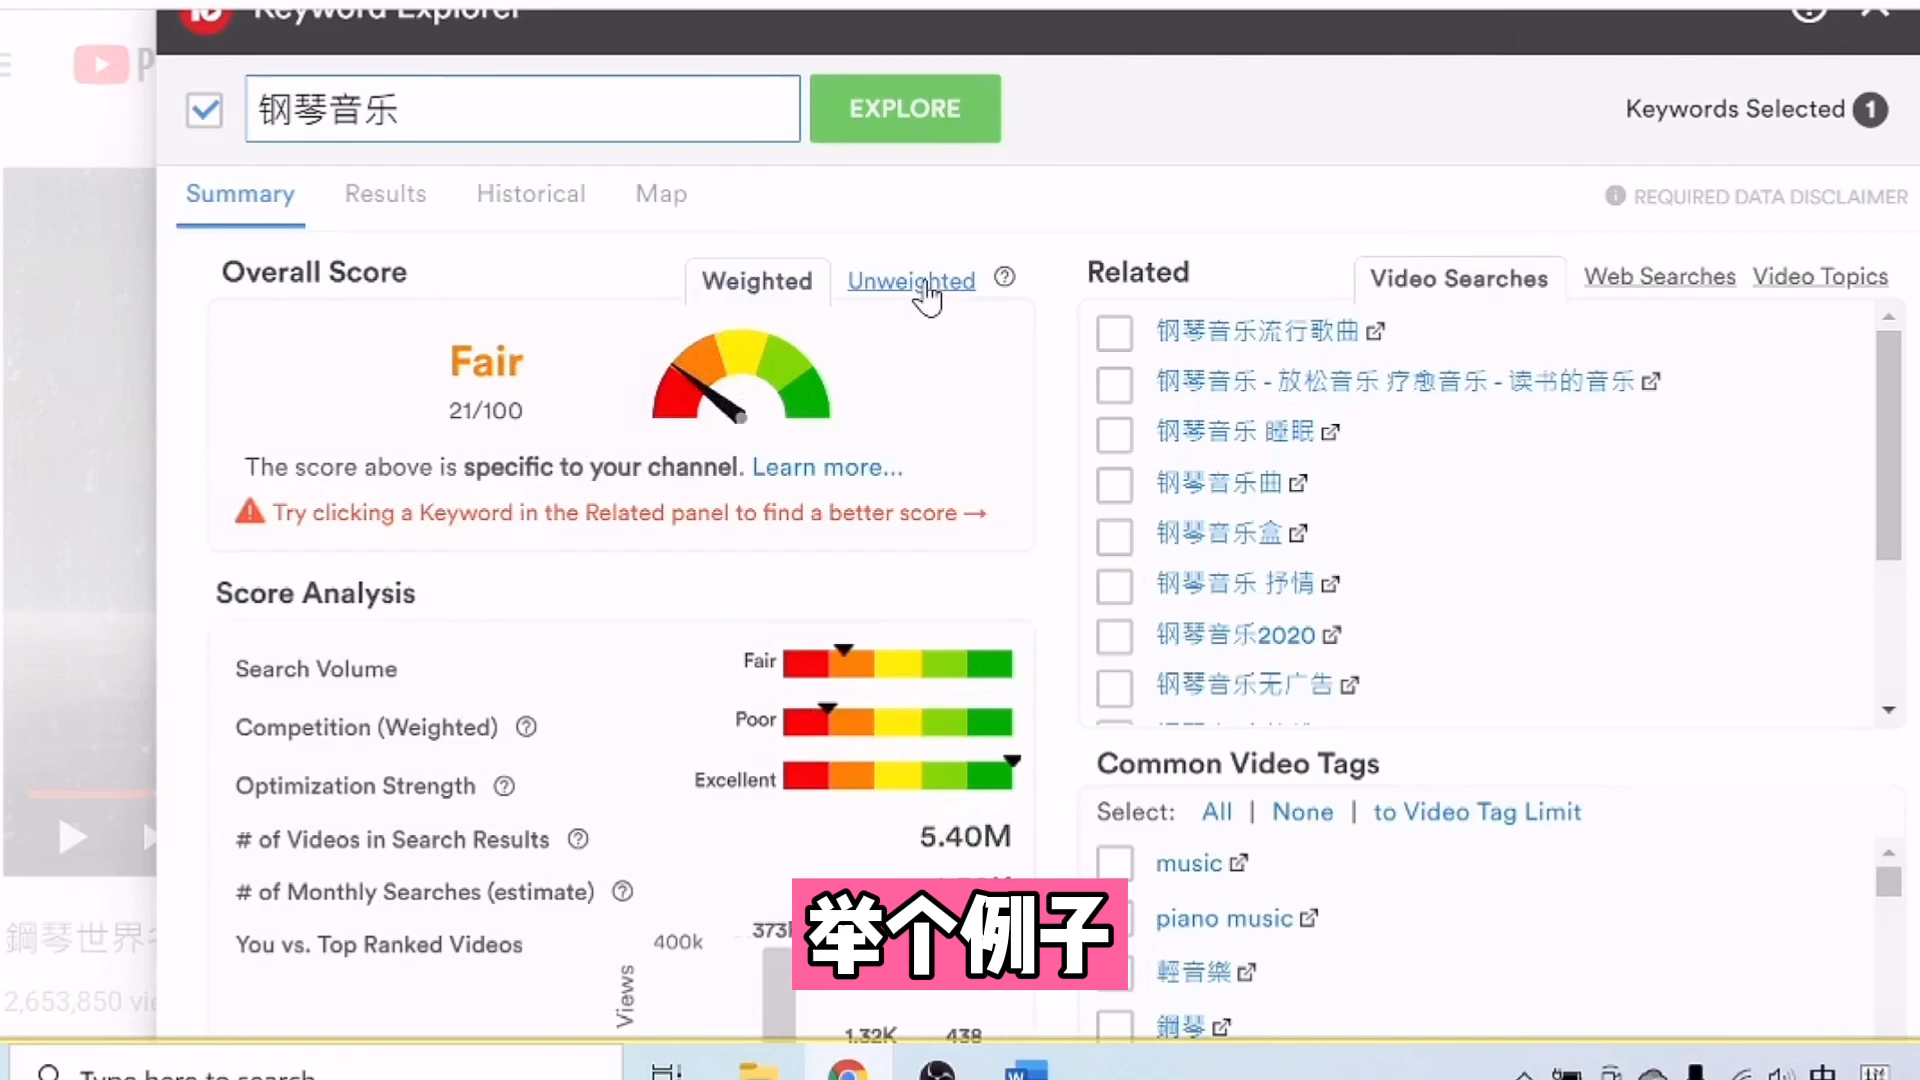 Keyword Explorer
钢琴音乐
EXPLORE
Keywords Selected 1
Summary
Results
Historical
Map
REQUIRED DATA DISCLAIMER
Overall Score
Weighted
Unweighted
Fair
21/100
The score above is specific to your channel. Learn more...
Try clicking a Keyword in the Related panel to find a better score →
Score Analysis
Search Volume
Fair
Competition (Weighted)
Poor
Optimization Strength
Excellent
# of Videos in Search Results
5.40M
# of Monthly Searches (estimate)
You vs. Top Ranked Videos
400k
373
Views
1.32K
438
Related
Video Searches
Web Searches
Video Topics
钢琴音乐流行歌曲
钢琴音乐 - 放松音乐 疗愈音乐 - 读书的音乐
钢琴音乐 睡眠
钢琴音乐曲
钢琴音乐盒
钢琴音乐 抒情
钢琴音乐2020
钢琴音乐无广告
Common Video Tags
Select: All | None | to Video Tag Limit
music
piano music
輕音樂
鋼琴
举个例子
鋼琴世界
2,653,850
Type here to search
中